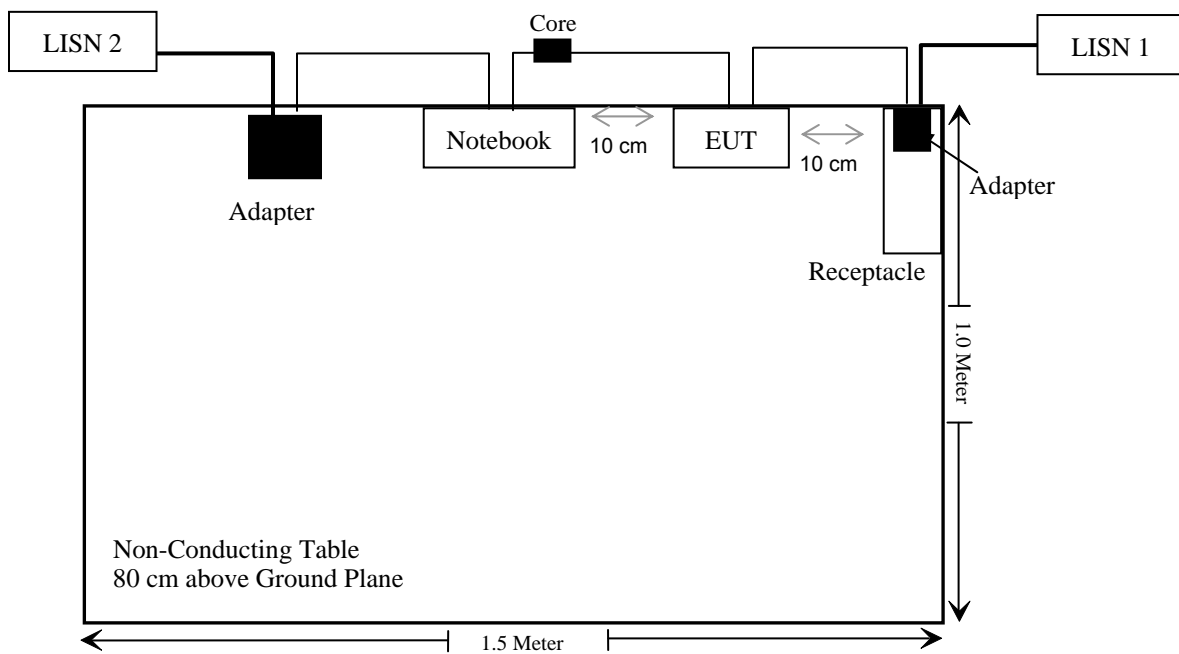 Core
LISN 2
LISN 1
Notebook
EUT
10 cm
10 cm
Adapter
Adapter
Receptacle
1.0 Meter
Non-Conducting Table
80 cm above Ground Plane
1.5 Meter